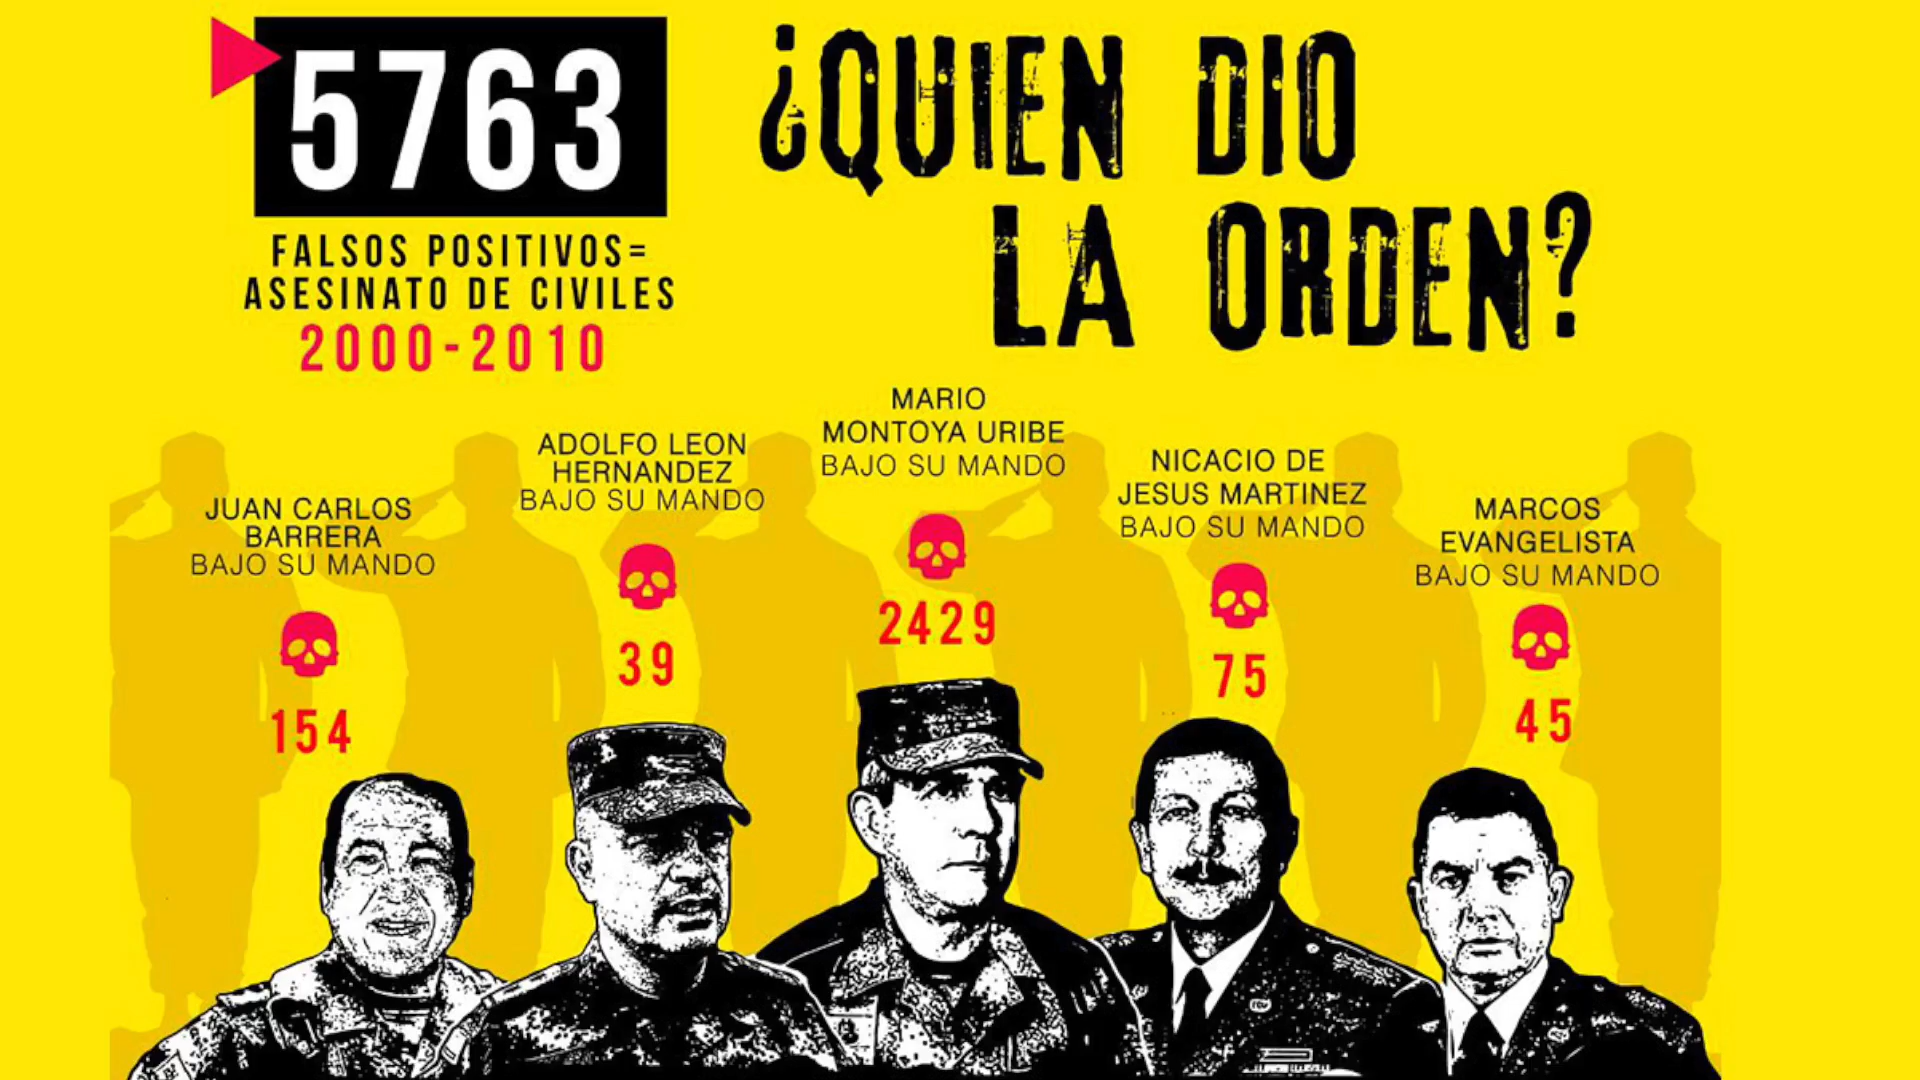 5763
FALSOS POSITIVOS=
ASESINATO DE CIVILES
2000-2010
¿QUIEN DIO
LA ORDEN?
JUAN CARLOS
BARRERA
BAJO SU MANDO
154
ADOLFO LEON
HERNANDEZ
BAJO SU MANDO
39
MARIO
MONTOYA URIBE
BAJO SU MANDO
2429
NICACIO DE
JESUS MARTINEZ
BAJO SU MANDO
75
MARCOS
EVANGELISTA
BAJO SU MANDO
45